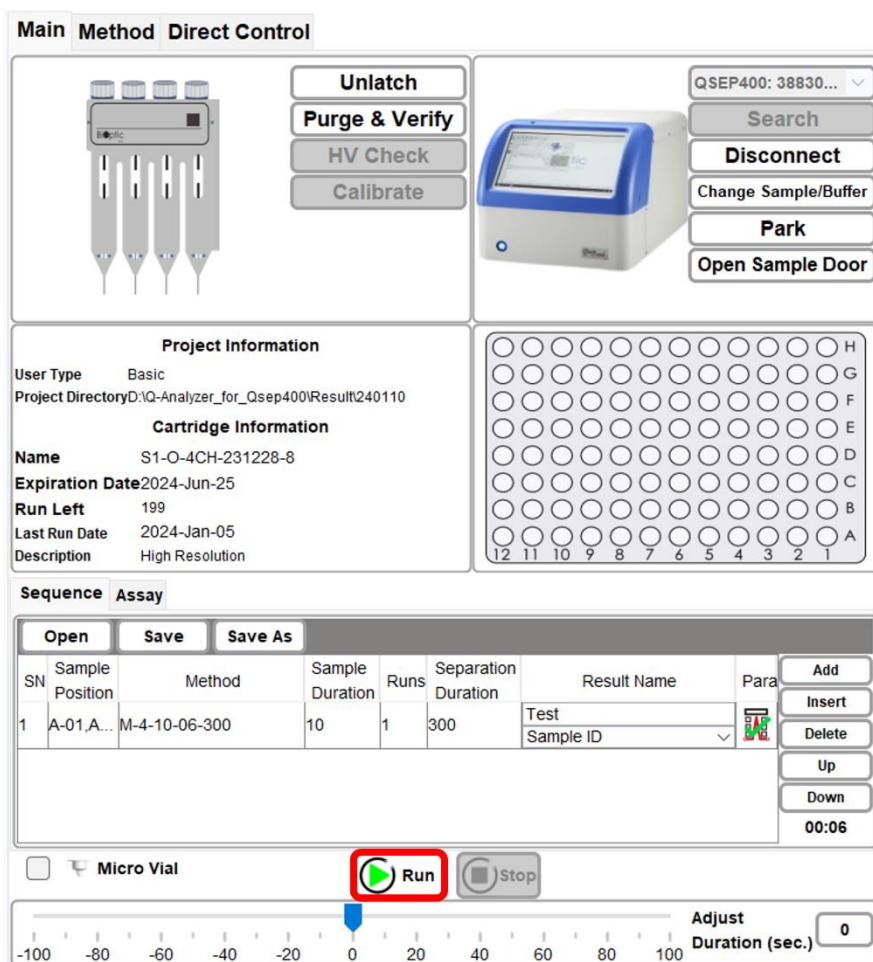 Main Method Direct Control
Unlatch
Purge & Verify
HV Check
Calibrate
BiOptic
QSEP400: 38830...
Search
Disconnect
Change Sample/Buffer
Park
Open Sample Door
Project Information
User Type Basic
Project Directory D:\Q-Analyzer_for_Qsep400\Result\240110
Cartridge Information
Name S1-O-4CH-231228-8
Expiration Date 2024-Jun-25
Run Left 199
Last Run Date 2024-Jan-05
Description High Resolution
H
G
F
E
D
C
B
A
12 11 10 9 8 7 6 5 4 3 2 1
Sequence Assay
Open Save Save As
SN Sample Position Method Sample Duration Runs Separation Duration Result Name Para
1 A-01,A... M-4-10-06-300 10 1 300 Test
Sample ID
Add
Insert
Delete
Up
Down
00:06
Micro Vial
Run
Stop
-100 -80 -60 -40 -20 0 20 40 60 80 100
Adjust
Duration (sec.)
0